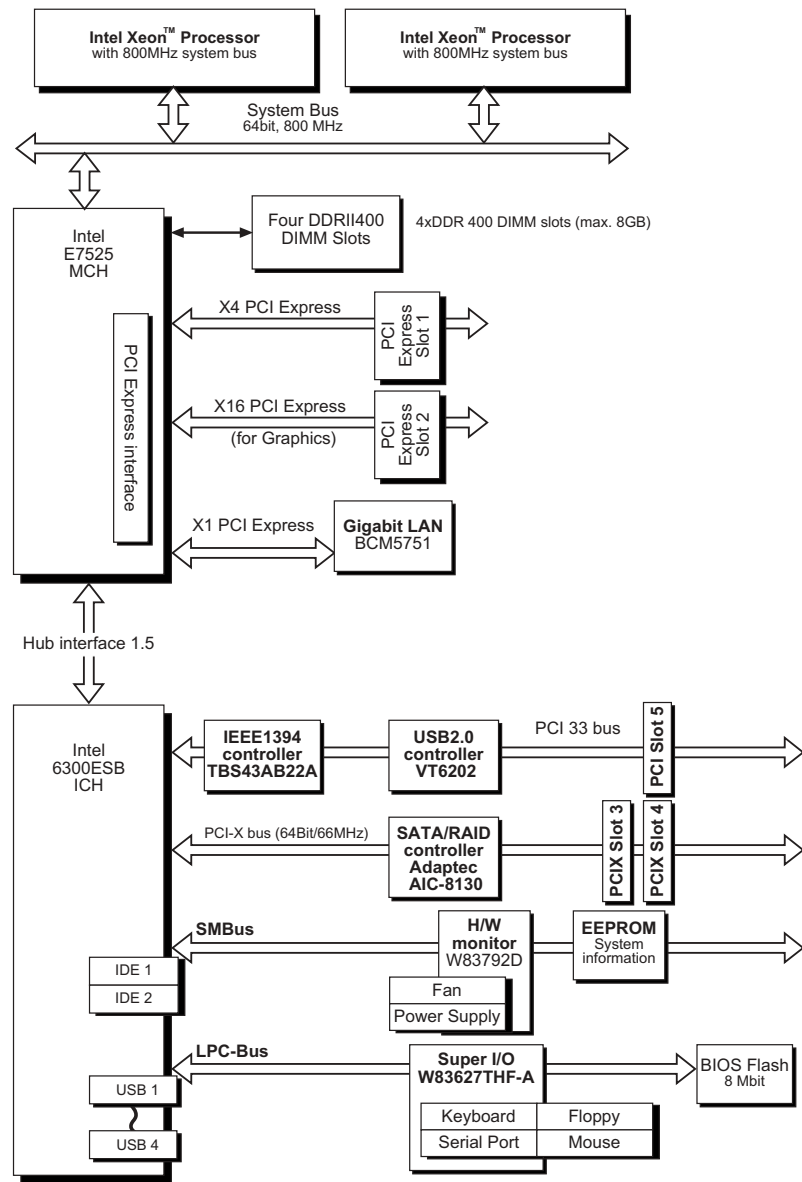 Intel Xeon™ Processor
with 800MHz system bus
Intel Xeon™ Processor
with 800MHz system bus
System Bus
64bit, 800 MHz
Intel
E7525
MCH
Four DDRII400
DIMM Slots
4xDDR 400 DIMM slots (max. 8GB)
PCI Express interface
X4 PCI Express
PCI
Express
Slot 1
X16 PCI Express
(for Graphics)
PCI
Express
Slot 2
X1 PCI Express
Gigabit LAN
BCM5751
Hub interface 1.5
Intel
6300ESB
ICH
IEEE1394
controller
TBS43AB22A
USB2.0
controller
VT6202
PCI 33 bus
PCI Slot 5
PCI-X bus (64Bit/66MHz)
SATA/RAID
controller
Adaptec
AIC-8130
PCIX Slot 3
PCIX Slot 4
SMBus
H/W
monitor
W83792D
Fan
Power Supply
EEPROM
System
information
IDE 1
IDE 2
LPC-Bus
Super I/O
W83627THF-A
Keyboard
Floppy
Serial Port
Mouse
BIOS Flash
8 Mbit
USB 1
USB 4